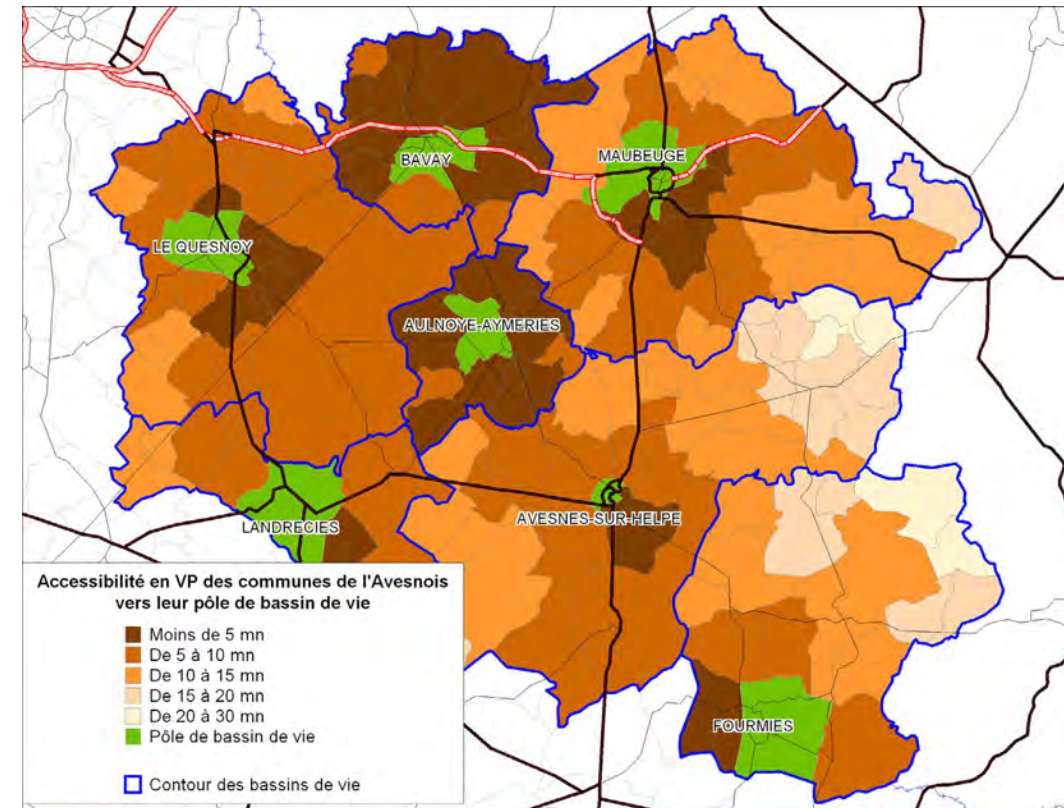 BAVAY
MAUBEUGE
LE QUESNOY
AULNOYE-AYMERIES
LANDRECIES
AVESNES-SUR-HELPE
FOURMIES
Accessibilité en VP des communes de l'Avesnois
vers leur pôle de bassin de vie
Moins de 5 mn
De 5 à 10 mn
De 10 à 15 mn
De 15 à 20 mn
De 20 à 30 mn
Pôle de bassin de vie
Contour des bassins de vie